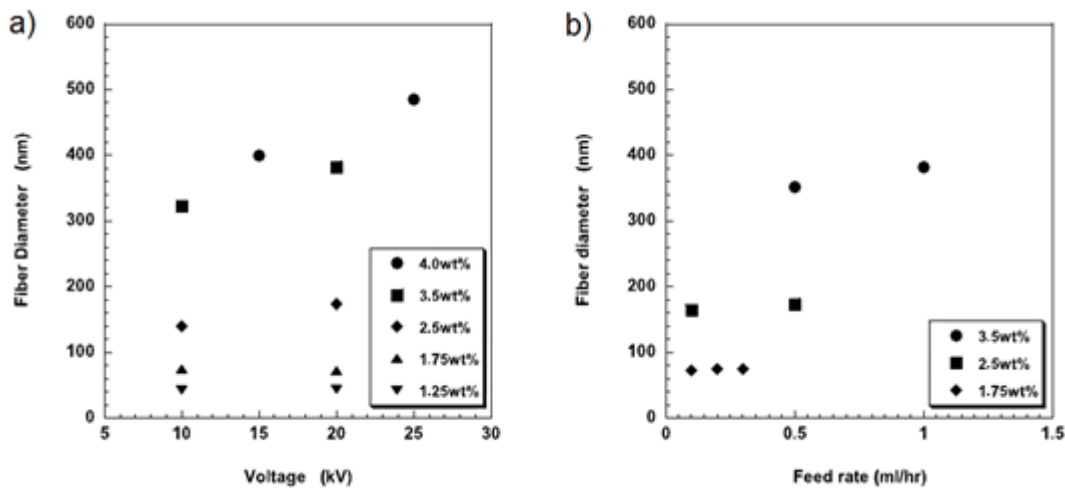 a)
600
500
400
300
200
100
0
5 10 15 20 25 30
Fiber Diameter (nm)
Voltage (kV)
4.0wt%
3.5wt%
2.5wt%
1.75wt%
1.25wt%
b)
600
500
400
300
200
100
0
0 0.5 1 1.5
Fiber diameter (nm)
Feed rate (ml/hr)
3.5wt%
2.5wt%
1.75wt%